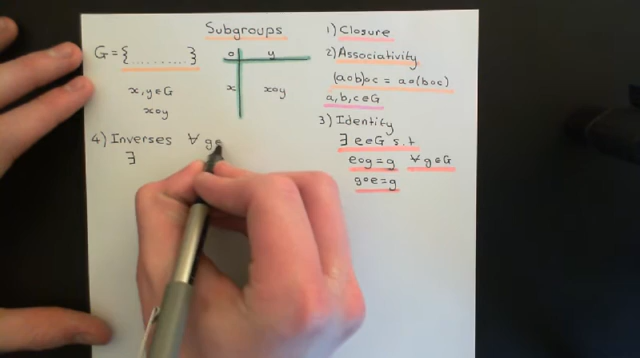 Subgroups
G = {.........}
x, y ∈ G
x∘y
∘ y
x x∘y
4) Inverses ∀ g ∈
∃
1) Closure
2) Associativity
(a∘b)∘c = a∘(b∘c)
a, b, c ∈ G
3) Identity
∃ e ∈ G s.t
e∘g = g ∀ g ∈ G
g∘e = g